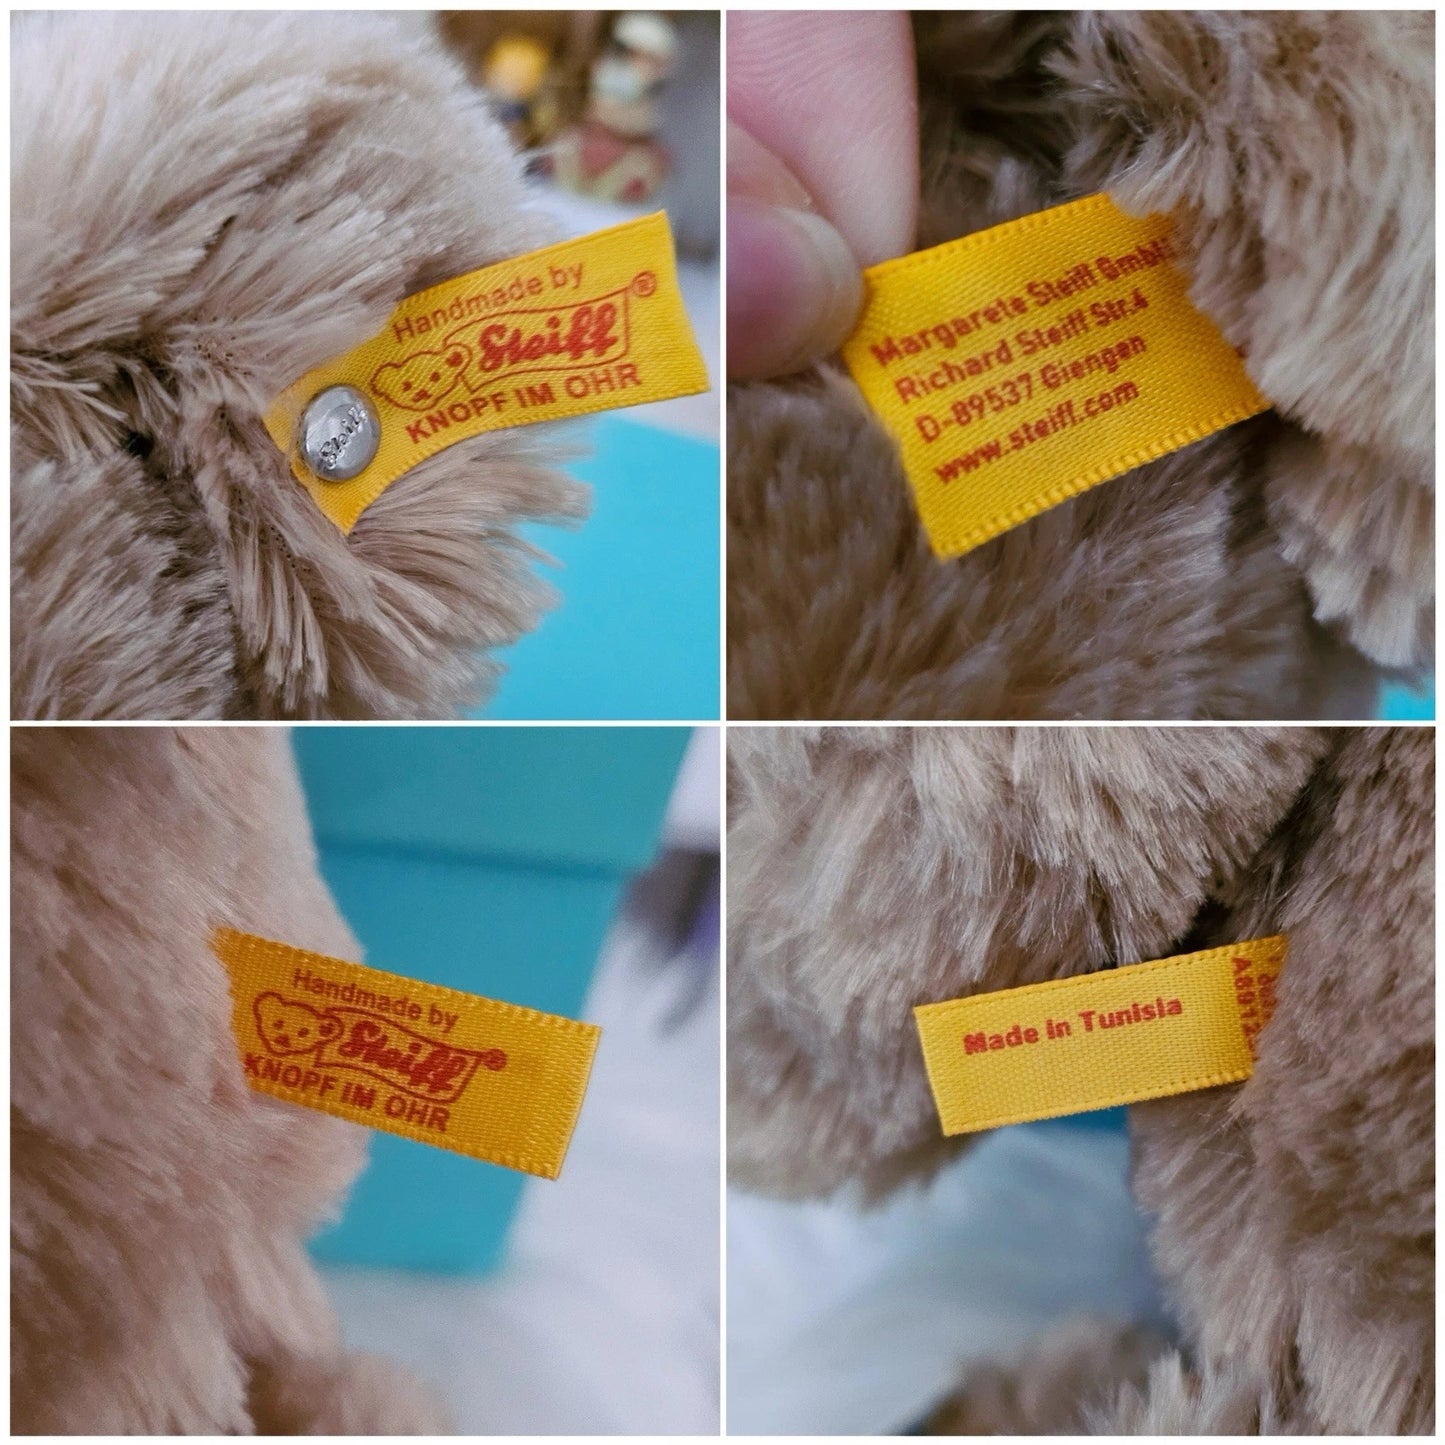 Handmade by
Steiff®
KNOPF IM OHR
Steiff
Margarete Steiff GmbH
Richard Steiff Str.4
D-89537 Giengen
www.steiff.com
Handmade by
Steiff®
KNOPF IM OHR
Made in Tunisia